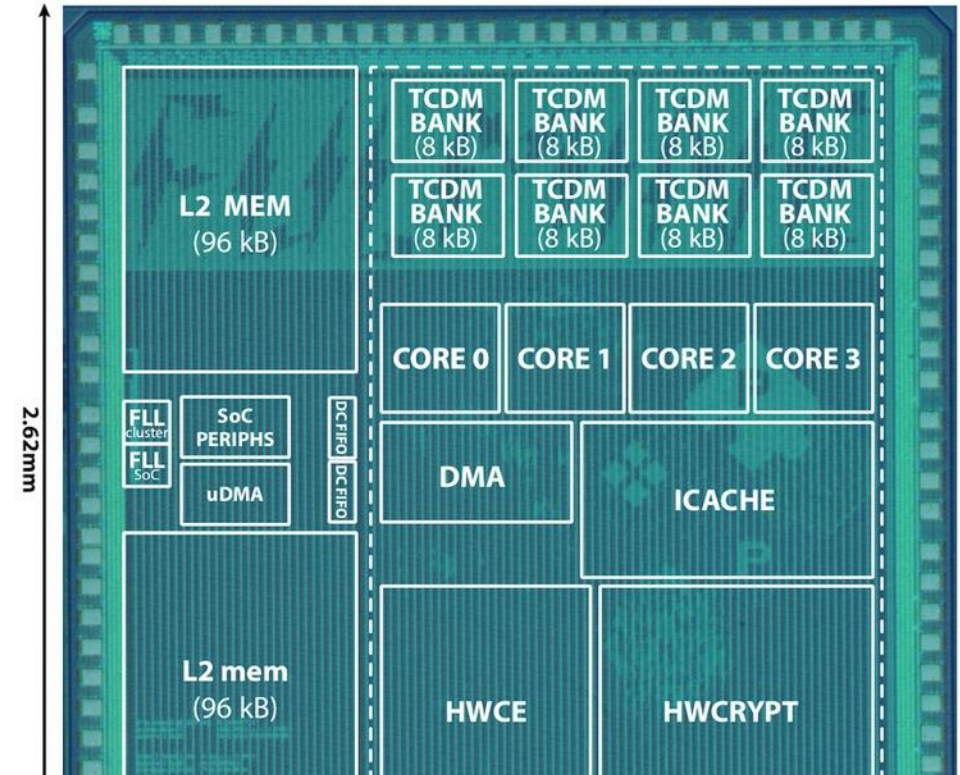 TCDM
BANK
(8 kB)
TCDM
BANK
(8 kB)
TCDM
BANK
(8 kB)
TCDM
BANK
(8 kB)
L2 MEM
(96 kB)
TCDM
BANK
(8 kB)
TCDM
BANK
(8 kB)
TCDM
BANK
(8 kB)
TCDM
BANK
(8 kB)
CORE 0
CORE 1
CORE 2
CORE 3
2.62mm
FLL
cluster
FLL
SoC
SoC
PERIPHS
uDMA
DC FIFO
DC FIFO
DMA
ICACHE
P
L2 mem
(96 kB)
HWCE
HWCRYPT